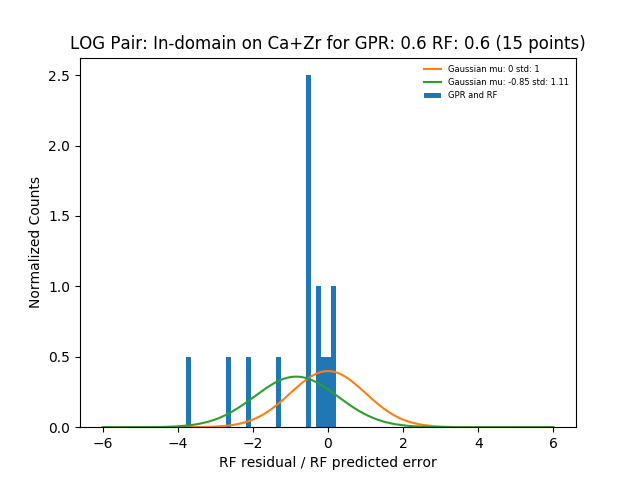 LOG Pair: In-domain on Ca+Zr for GPR: 0.6 RF: 0.6 (15 points)
Gaussian mu: 0 std: 1
Gaussian mu: -0.85 std: 1.11
GPR and RF
2.5
2.0
1.5
1.0
0.5
0.0
Normalized Counts
−6 −4 −2 0 2 4 6
RF residual / RF predicted error